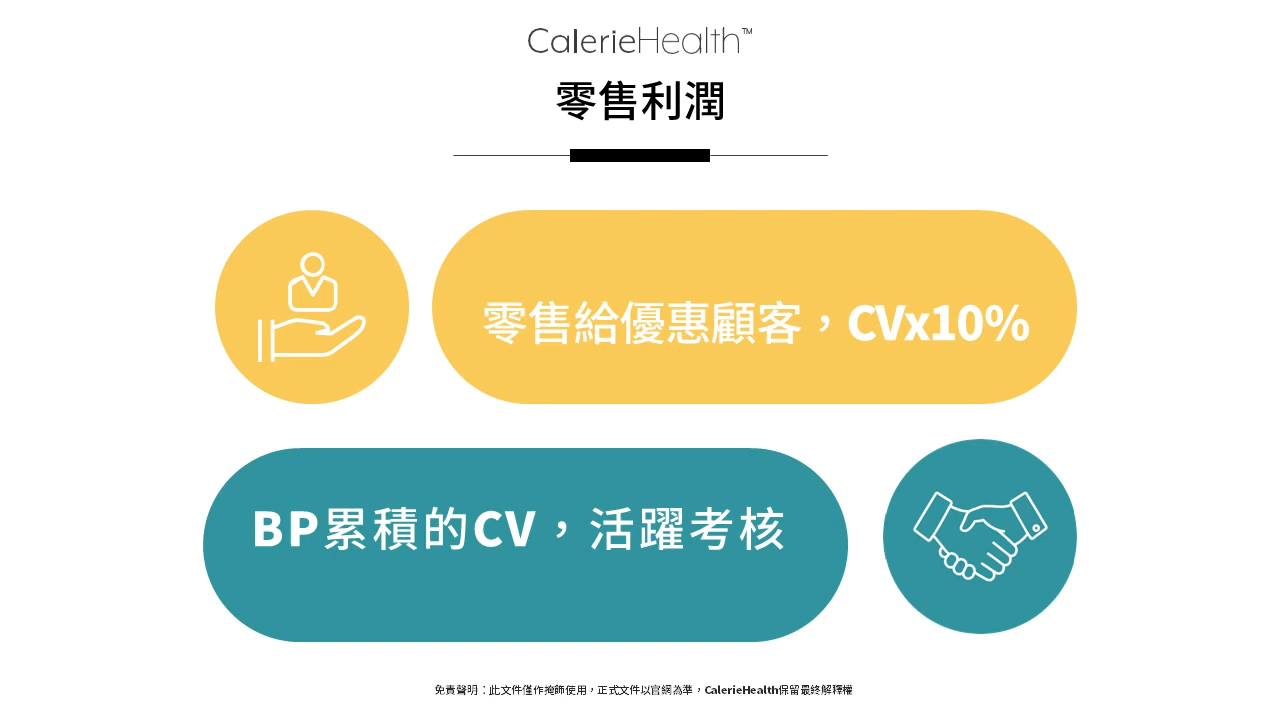 CalerieHealth™
零售利潤
零售給優惠顧客，CVx10%
BP累積的CV，活躍考核
免責聲明：此文件僅作掩飾使用，正式文件以官網為準，CalerieHealth保留最終解釋權